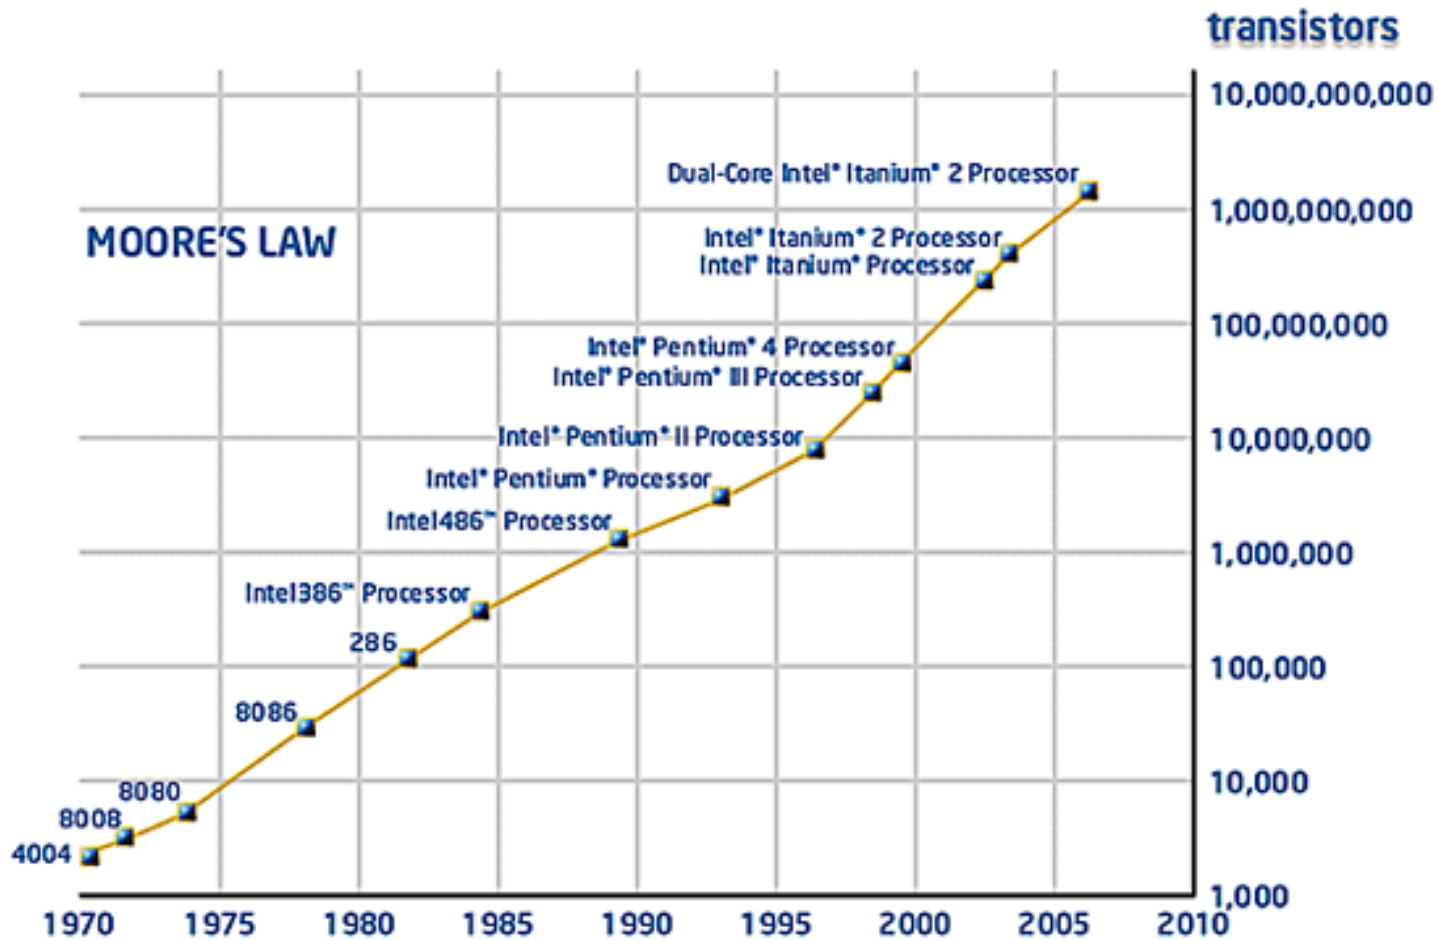 transistors
10,000,000,000
Dual-Core Intel® Itanium® 2 Processor
1,000,000,000
MOORE'S LAW
Intel® Itanium® 2 Processor
Intel® Itanium® Processor
100,000,000
Intel® Pentium® 4 Processor
Intel® Pentium® III Processor
Intel® Pentium® II Processor
10,000,000
Intel® Pentium® Processor
Intel486™ Processor
1,000,000
Intel386™ Processor
286
100,000
8086
10,000
8080
8008
4004
1,000
1970 1975 1980 1985 1990 1995 2000 2005 2010